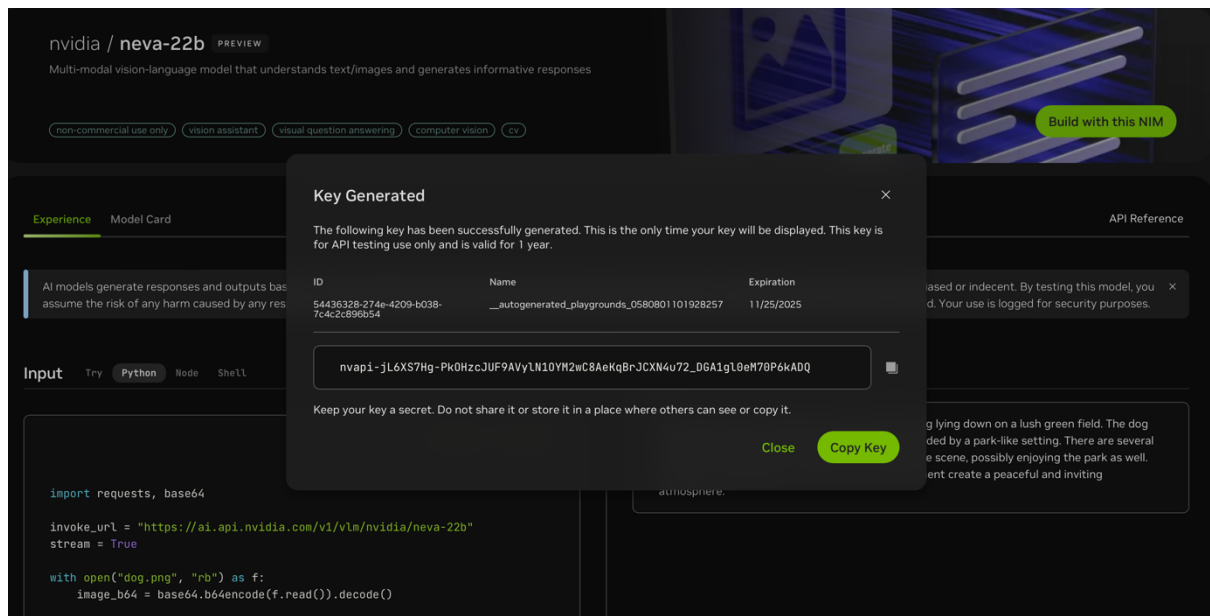 nvidia / neva-22b PREVIEW
Multi-modal vision-language model that understands text/images and generates informative responses
non-commercial use only vision assistant visual question answering computer vision cv
Build with this NIM
Experience Model Card
API Reference
AI models generate responses and outputs
assume the risk of any harm caused by any
or indecent. By testing this model, you
Your use is logged for security purposes.
Key Generated
The following key has been successfully generated. This is the only time your key will be displayed. This key is
for API testing use only and is valid for 1 year.
ID Name Expiration
54436328-274e-4209-b038- __autogenerated_playgrounds_0580801101928257 11/25/2025
7c4c2c896b54
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
Keep your key a secret. Do not share it or store it in a place where others can see or copy it.
Close Copy Key
Input Try Python Node Shell
import requests, base64
invoke_url = "https://ai.api.nvidia.com/v1/vlm/nvidia/neva-22b"
stream = True
with open("dog.png", "rb") as f:
image_b64 = base64.b64encode(f.read()).decode()
lying down on a lush green field. The dog
by a park-like setting. There are several
scene, possibly enjoying the park as well.
create a peaceful and inviting
atmosphere.